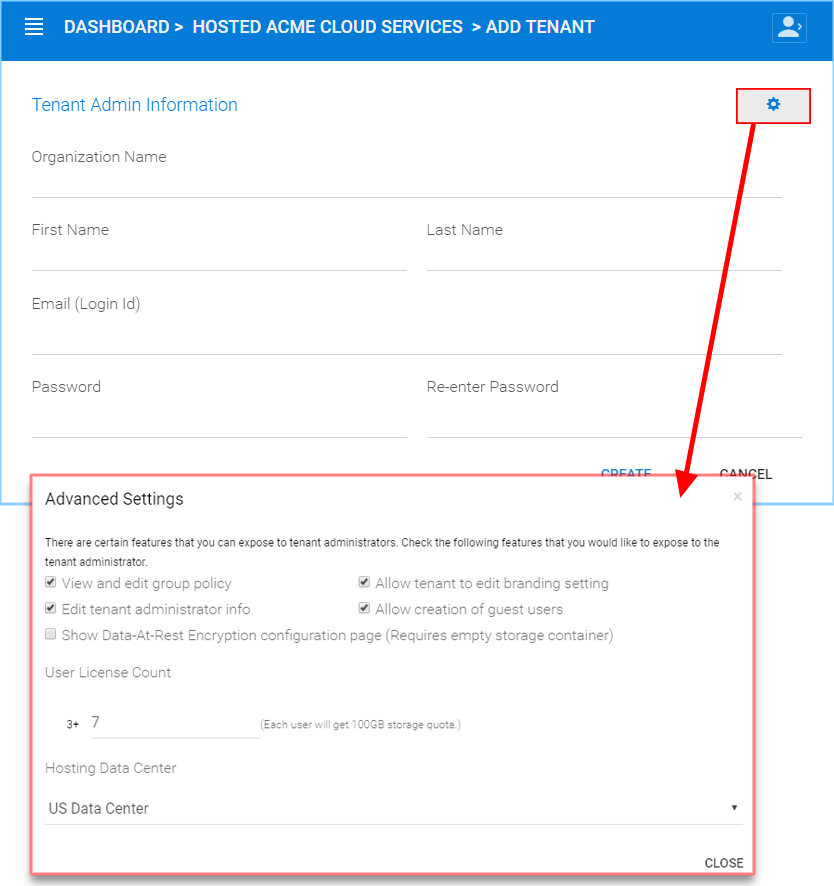 DASHBOARD > HOSTED ACME CLOUD SERVICES > ADD TENANT
Tenant Admin Information
Organization Name
First Name Last Name
Email (Login Id)
Password Re-enter Password
CREATE CANCEL
Advanced Settings ×
There are certain features that you can expose to tenant administrators. Check the following features that you would like to expose to the
tenant administrator.
View and edit group policy Allow tenant to edit branding setting
Edit tenant administrator info Allow creation of guest users
Show Data-At-Rest Encryption configuration page (Requires empty storage container)
User License Count
3+ 7 (Each user will get 100GB storage quota.)
Hosting Data Center
US Data Center
CLOSE